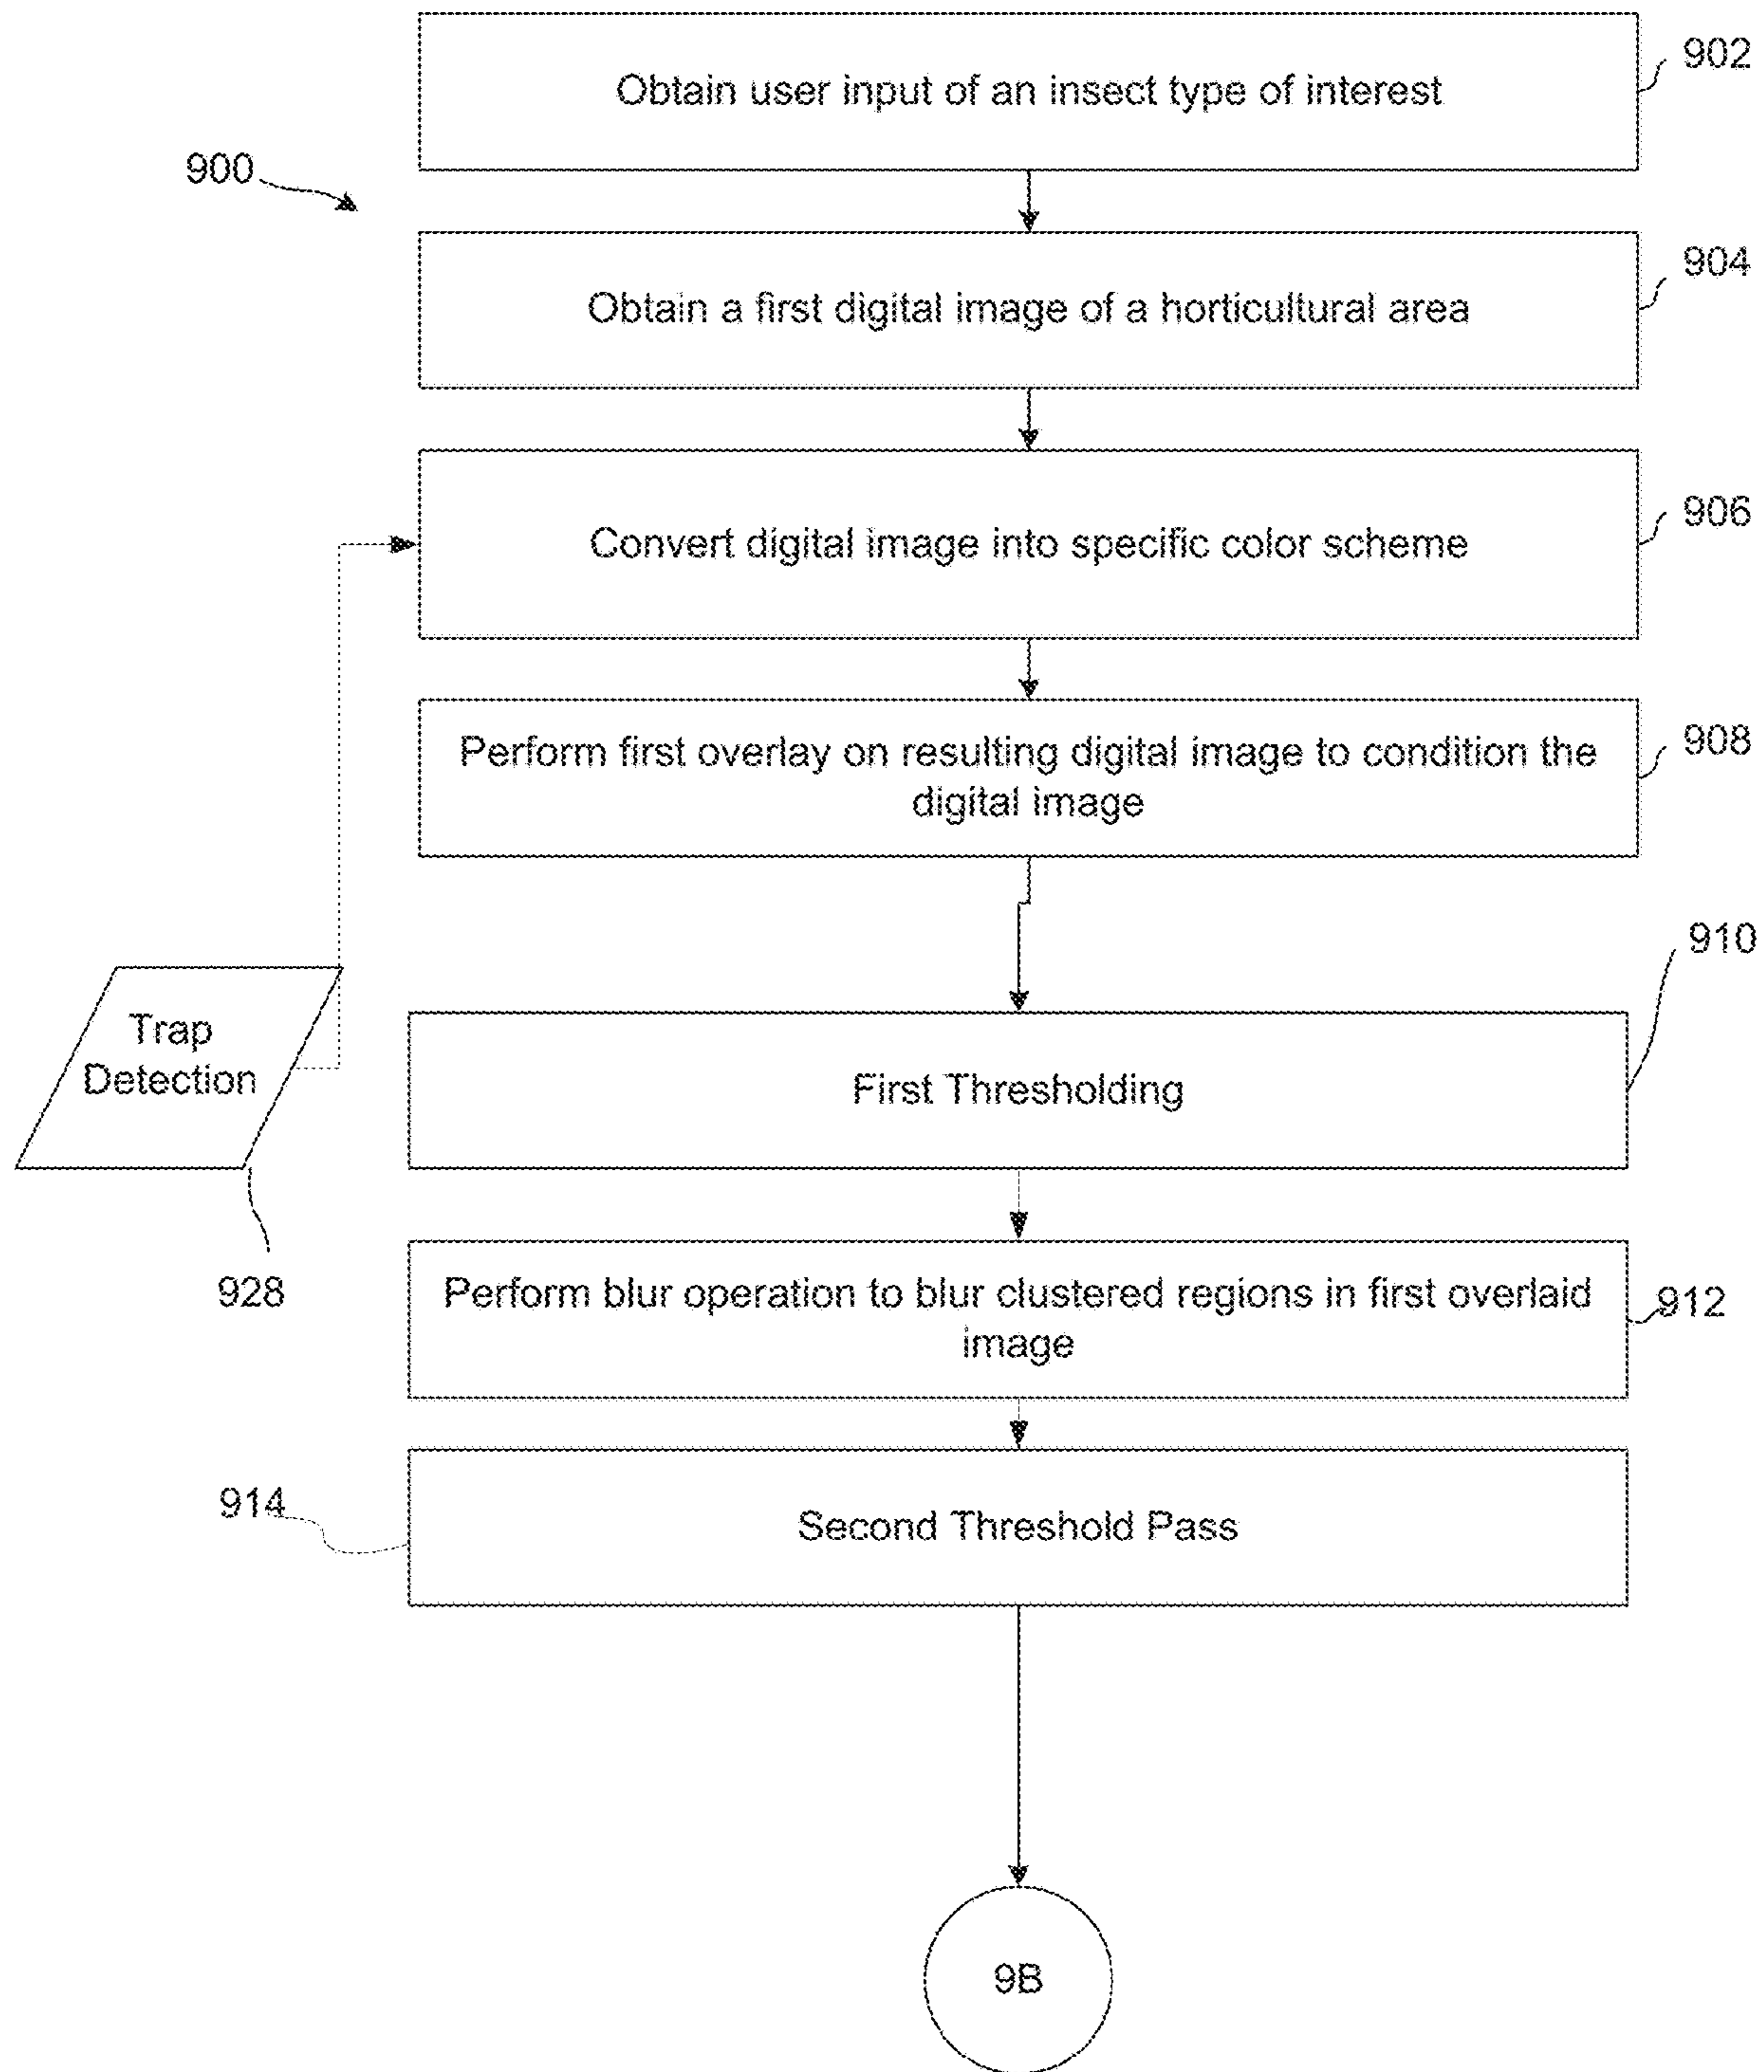 Obtain user input of an insect type of interest
902
900
Obtain a first digital image of a horticultural area
904
Convert digital image into specific color scheme
906
Perform first overlay on resulting digital image to condition the
digital image
908
910
Trap
Detection
First Thresholding
928
Perform blur operation to blur clustered regions in first overlaid
image
912
914
Second Threshold Pass
9B